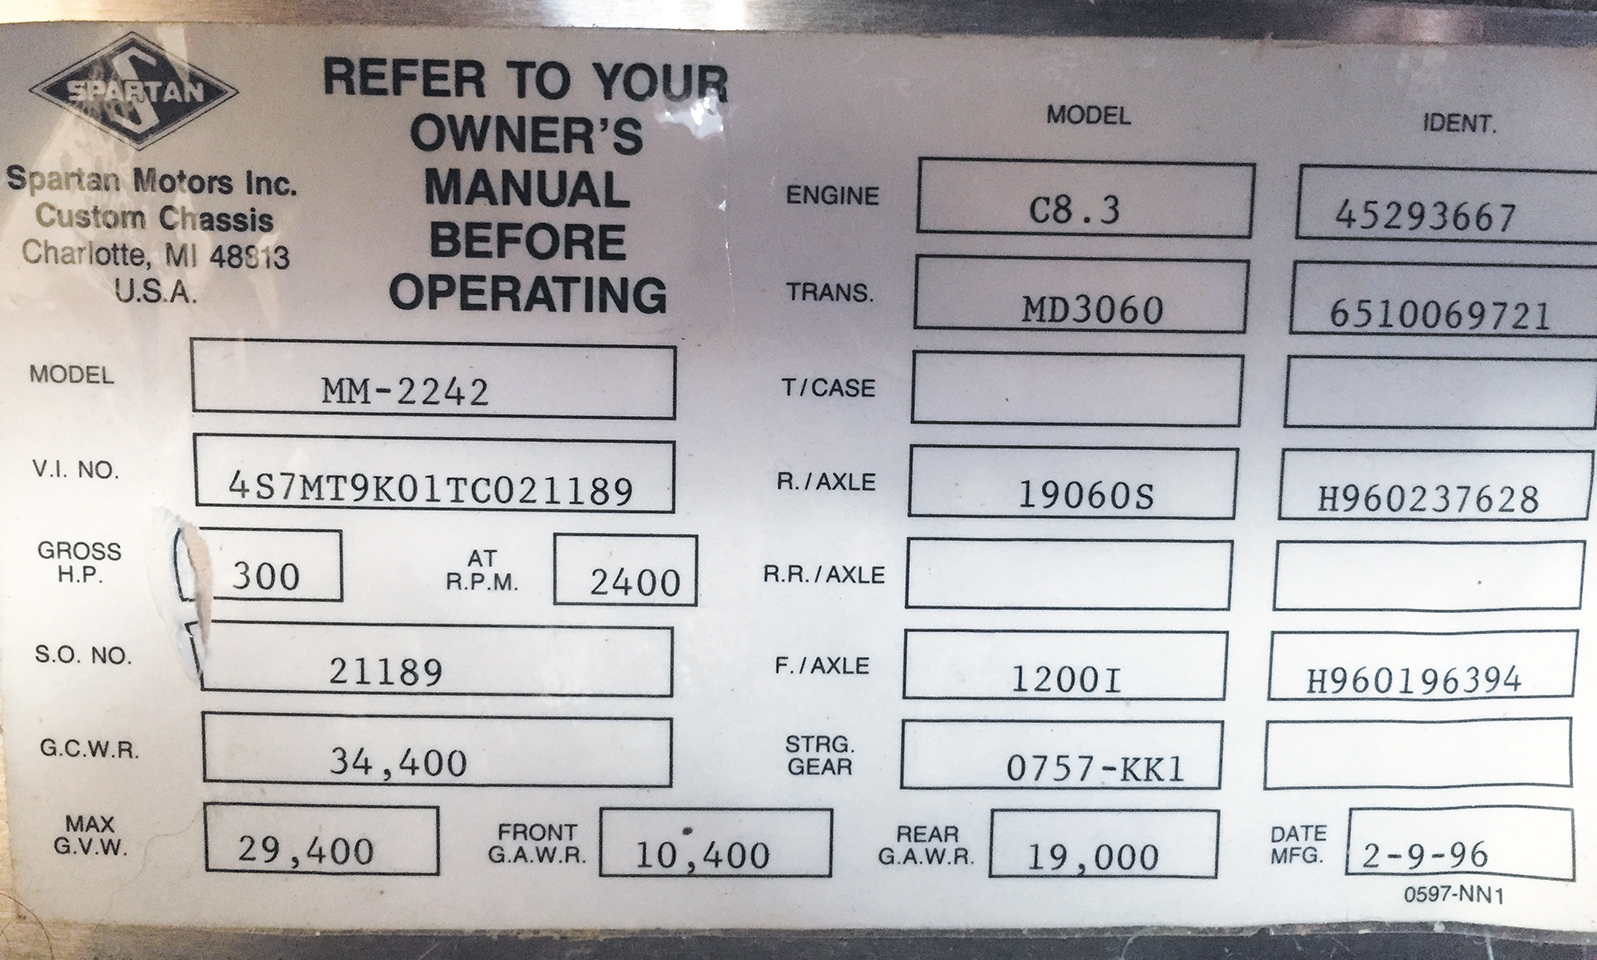 SPARTAN
Spartan Motors Inc.
Custom Chassis
Charlotte, MI 48813
U.S.A.
REFER TO YOUR
OWNER'S
MANUAL
BEFORE
OPERATING
MODEL MM-2242
V.I. NO. 4S7MT9K01TC021189
GROSS H.P. 300 AT R.P.M. 2400
S.O. NO. 21189
G.C.W.R. 34,400
MODEL IDENT.
ENGINE C8.3 45293667
TRANS. MD3060 6510069721
T/CASE
R./AXLE 19060S H960237628
R.R./AXLE
F./AXLE 1200I H960196394
STRG. GEAR 0757-KK1
MAX G.V.W. 29,400 FRONT G.A.W.R. 10,400 REAR G.A.W.R. 19,000 DATE MFG. 2-9-96
0597-NN1